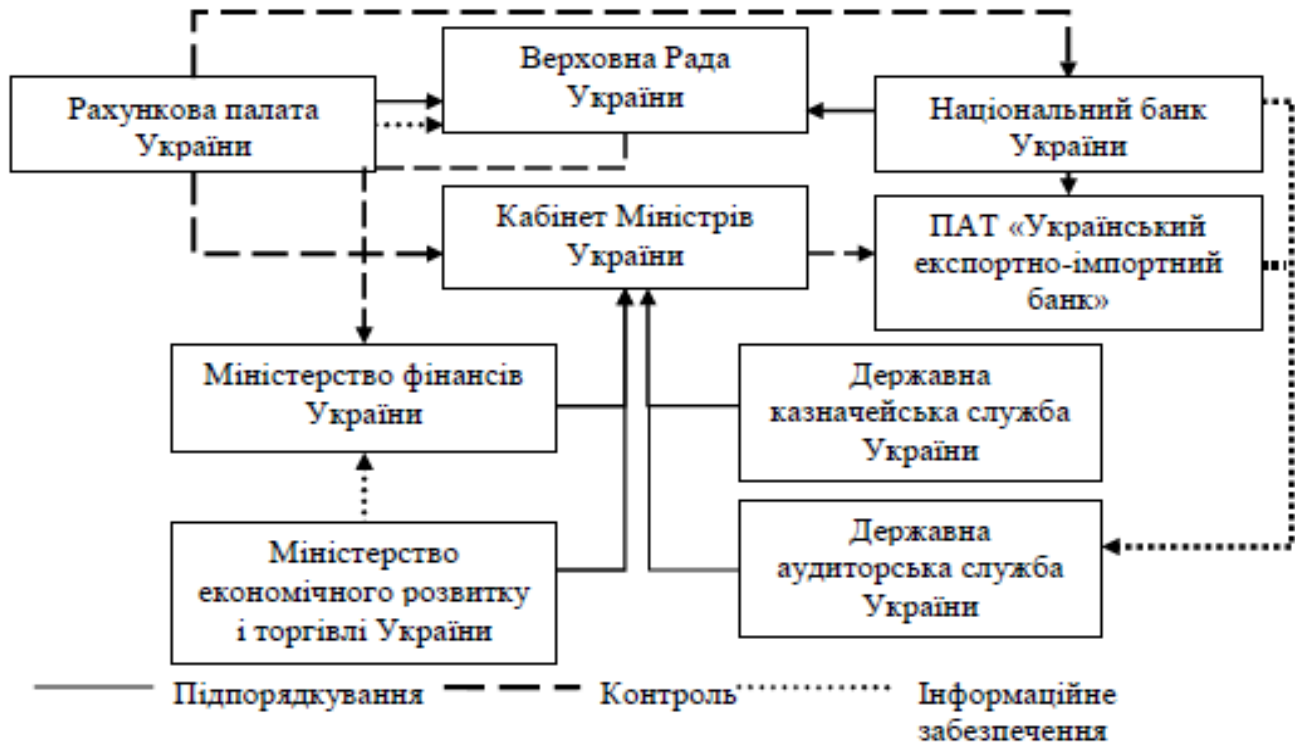 Верховна Рада
України
Рахункова палата
України
Національний банк
України
Кабінет Міністрів
України
ПАТ «Український
експортно-імпортний
банк»
Міністерство фінансів
України
Державна
казначейська служба
України
Міністерство
економічного розвитку
і торгівлі України
Державна
аудиторська служба
України
Підпорядкування
Контроль
Інформаційне
забезпечення